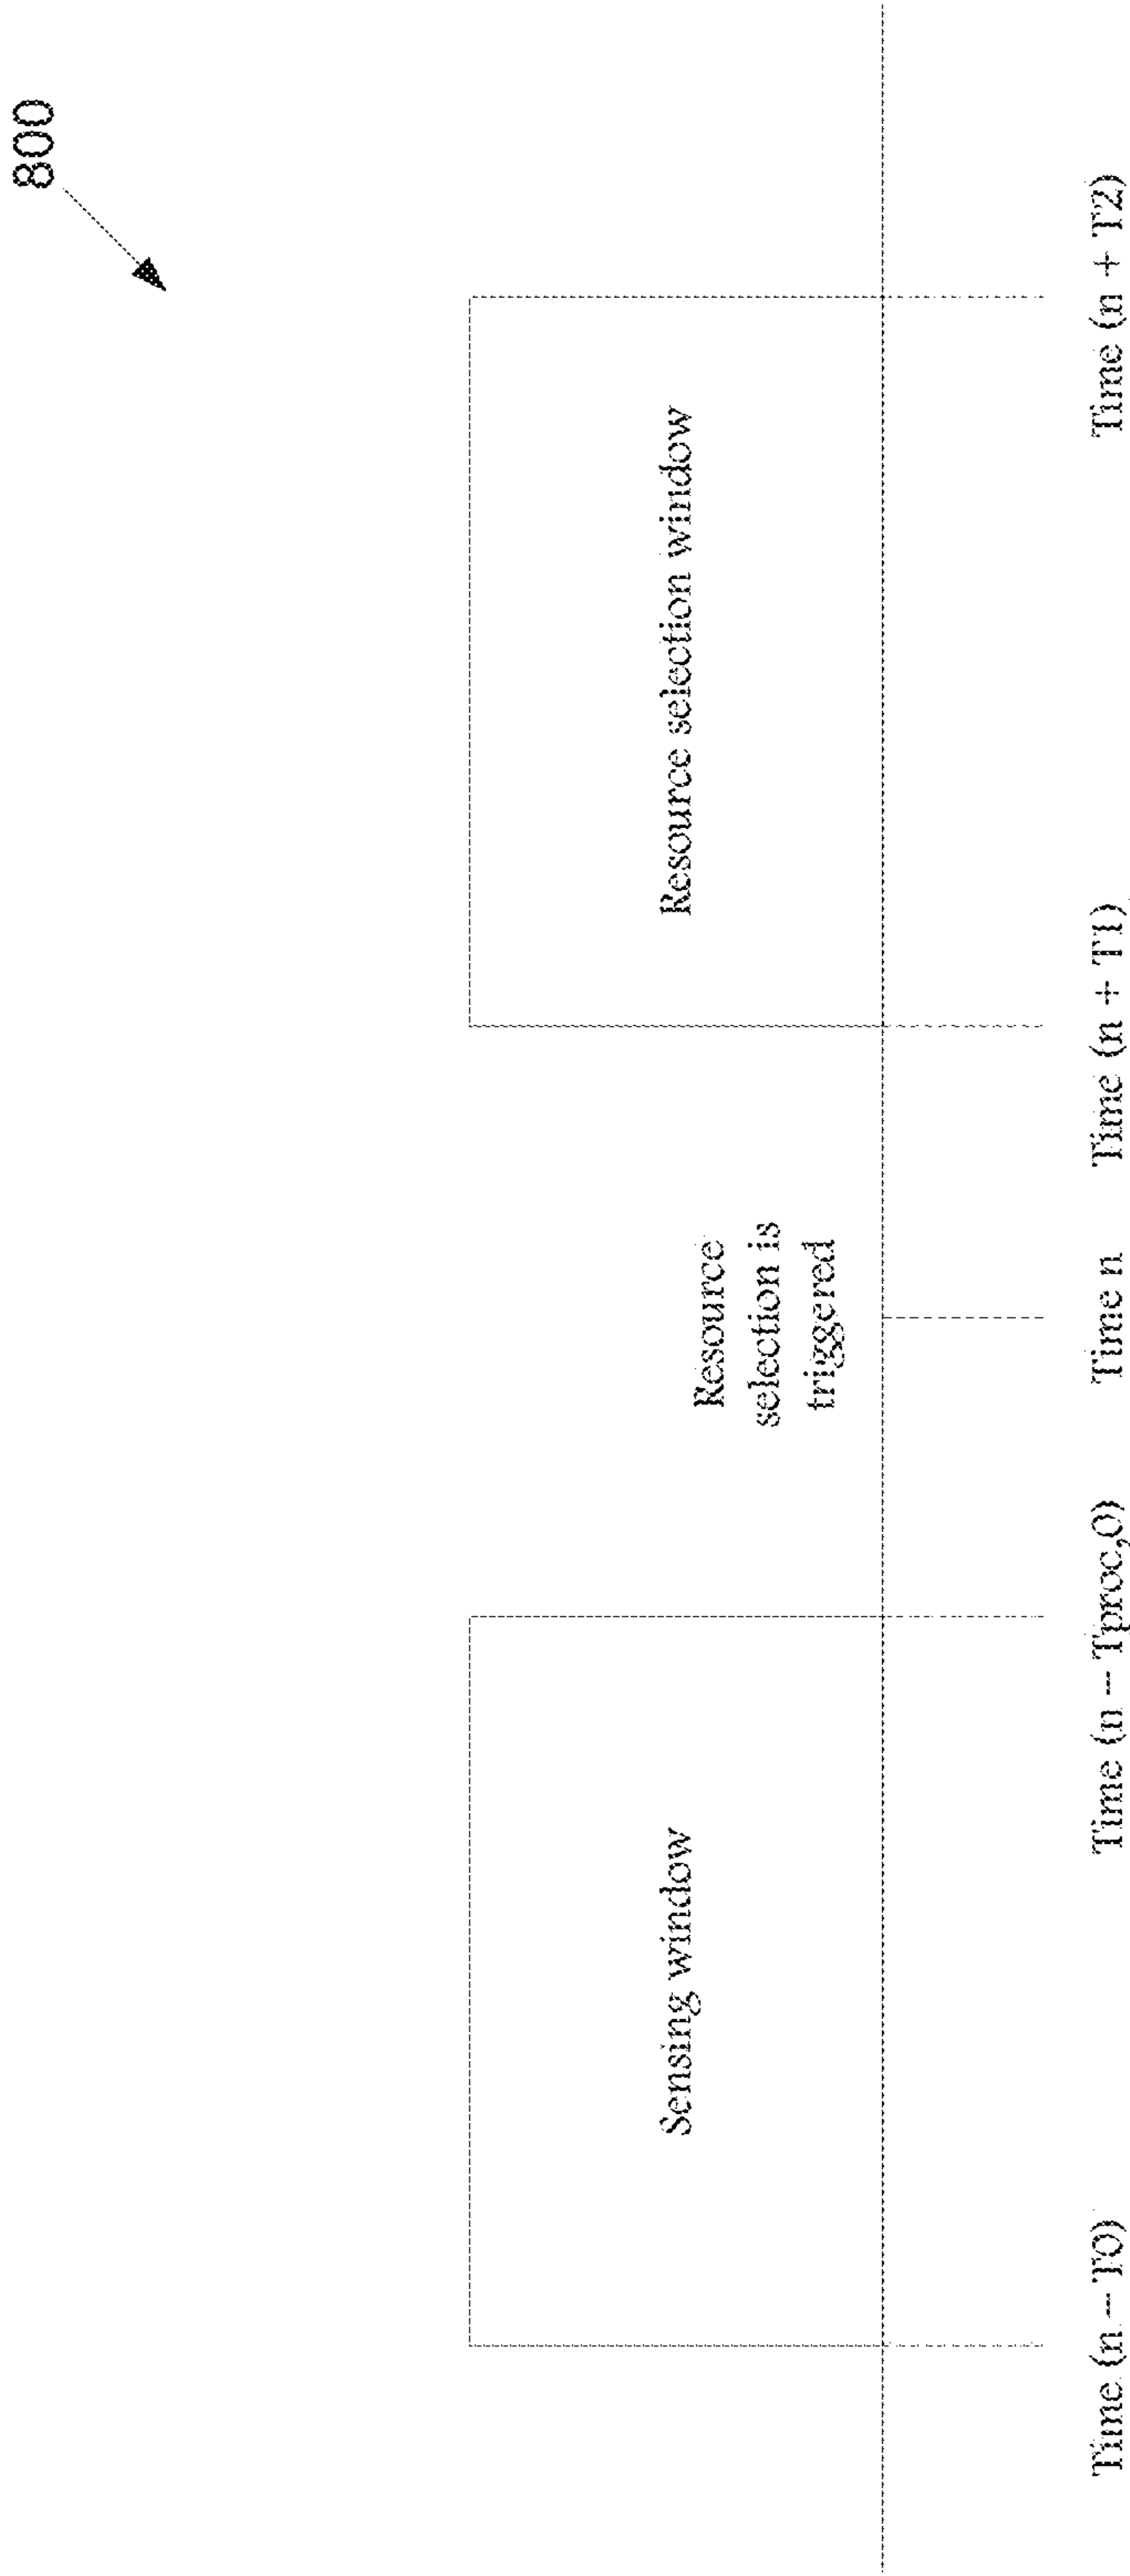 800
Sensing window
Resource
selection is
triggered
Resource selection window
Time (n – T0)
Time (n – Tproc,0)
Time n
Time (n + T1)
Time (n + T2)